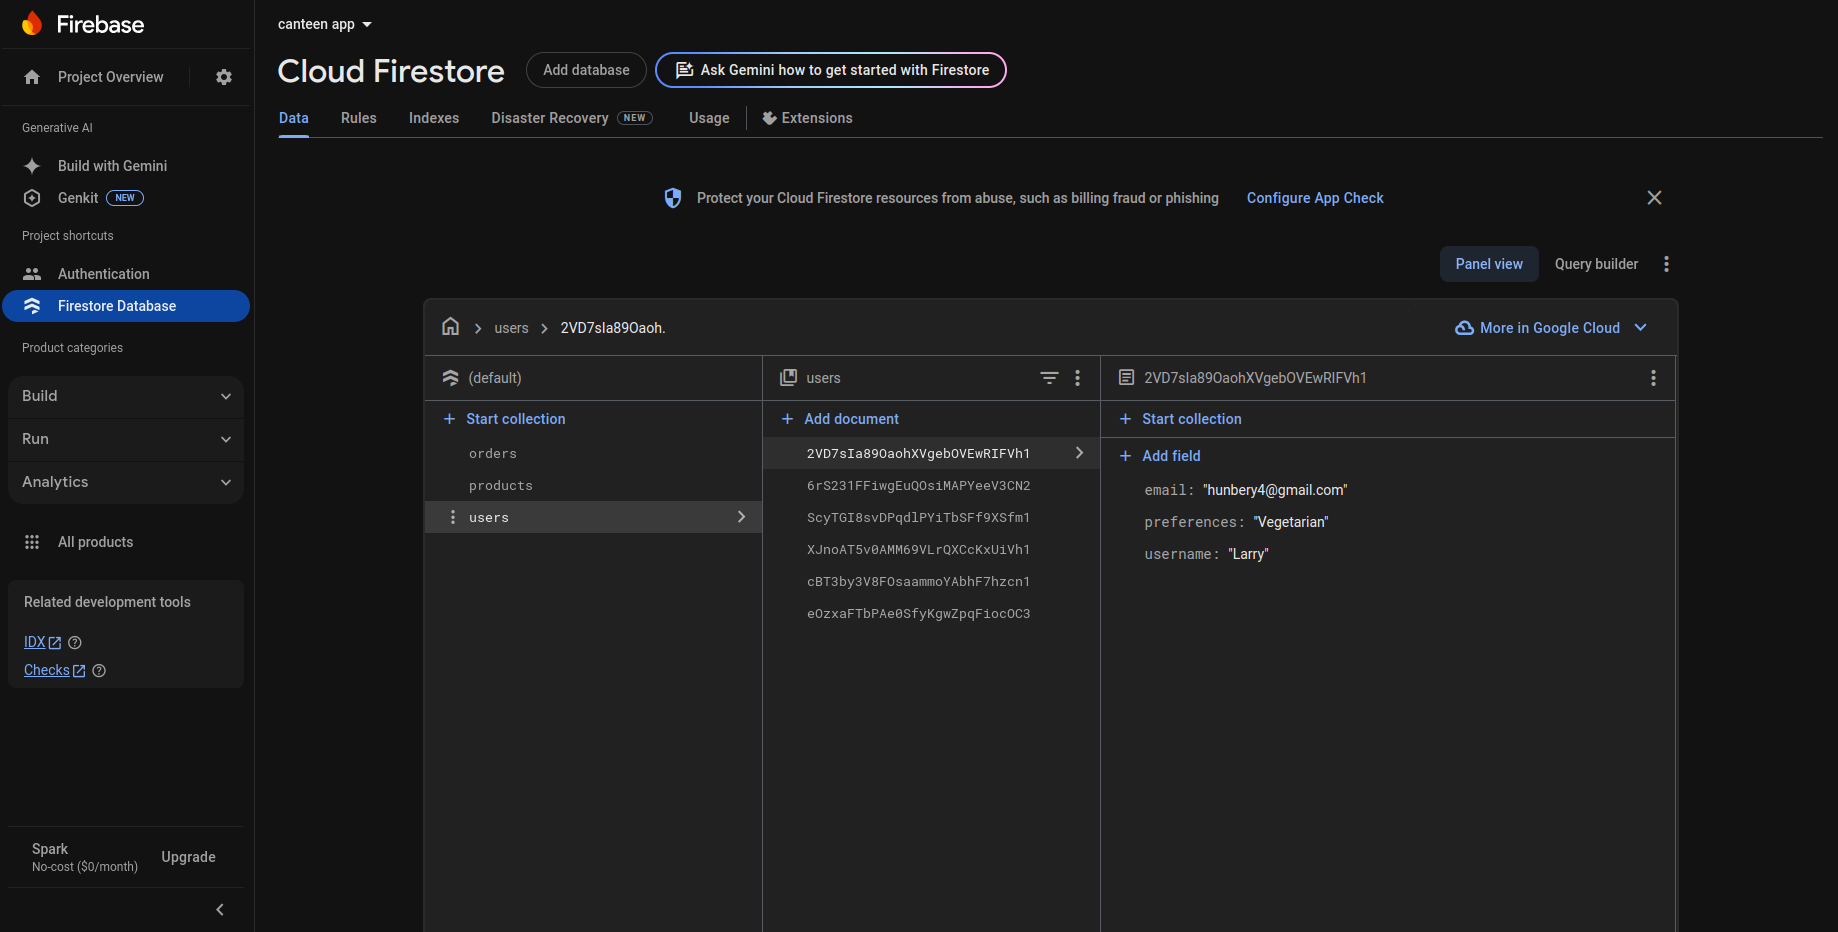 Firebase
Project Overview
Generative AI
Build with Gemini
Genkit NEW
Project shortcuts
Authentication
Firestore Database
Product categories
Build
Run
Analytics
All products
Related development tools
IDX
Checks
Spark
No-cost ($0/month)
Upgrade
canteen app
Cloud Firestore
Add database
Ask Gemini how to get started with Firestore
Data Rules Indexes Disaster Recovery NEW Usage Extensions
Protect your Cloud Firestore resources from abuse, such as billing fraud or phishing Configure App Check
Panel view Query builder
users 2VD7sIa89Oaoh.
More in Google Cloud
(default)
Start collection
orders
products
users
users
Add document
2VD7sIa89OaohXVgebOVEwRIFVh1
6rS231FFiwgEuQOsiMAPYeeV3CN2
ScyTGI8svDPqdlPYiTbSFf9XSfm1
XJnoAT5v0AMM69VLrQXCcKxUiVh1
cBT3by3V8FOsaammoYAbhF7hzcn1
eOzxaFTbPAe0SfyKgwZpqFiocOC3
2VD7sIa89OaohXVgebOVEwRIFVh1
Start collection
Add field
email: "hunbery4@gmail.com"
preferences: "Vegetarian"
username: "Larry"